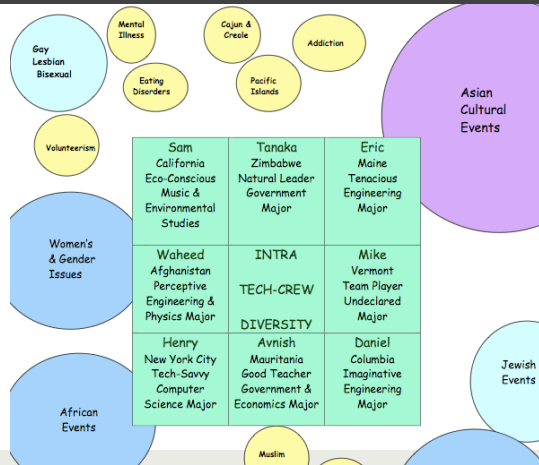 Gay
Lesbian
Bisexual
Mental
Illness
Cajun &
Creole
Addiction
Eating
Disorders
Pacific
Islands
Asian
Cultural
Events
Volunteerism
Sam
California
Eco-Conscious
Music &
Environmental
Studies
Tanaka
Zimbabwe
Natural Leader
Government
Major
Eric
Maine
Tenacious
Engineering
Major
Women's
& Gender
Issues
Waheed
Afghanistan
Perceptive
Engineering &
Physics Major
INTRA
TECH-CREW
DIVERSITY
Mike
Vermont
Team Player
Undeclared
Major
Henry
New York City
Tech-Savvy
Computer
Science Major
Avnish
Mauritania
Good Teacher
Government &
Economics Major
Daniel
Columbia
Imaginative
Engineering
Major
Jewish
Events
African
Events
Muslim